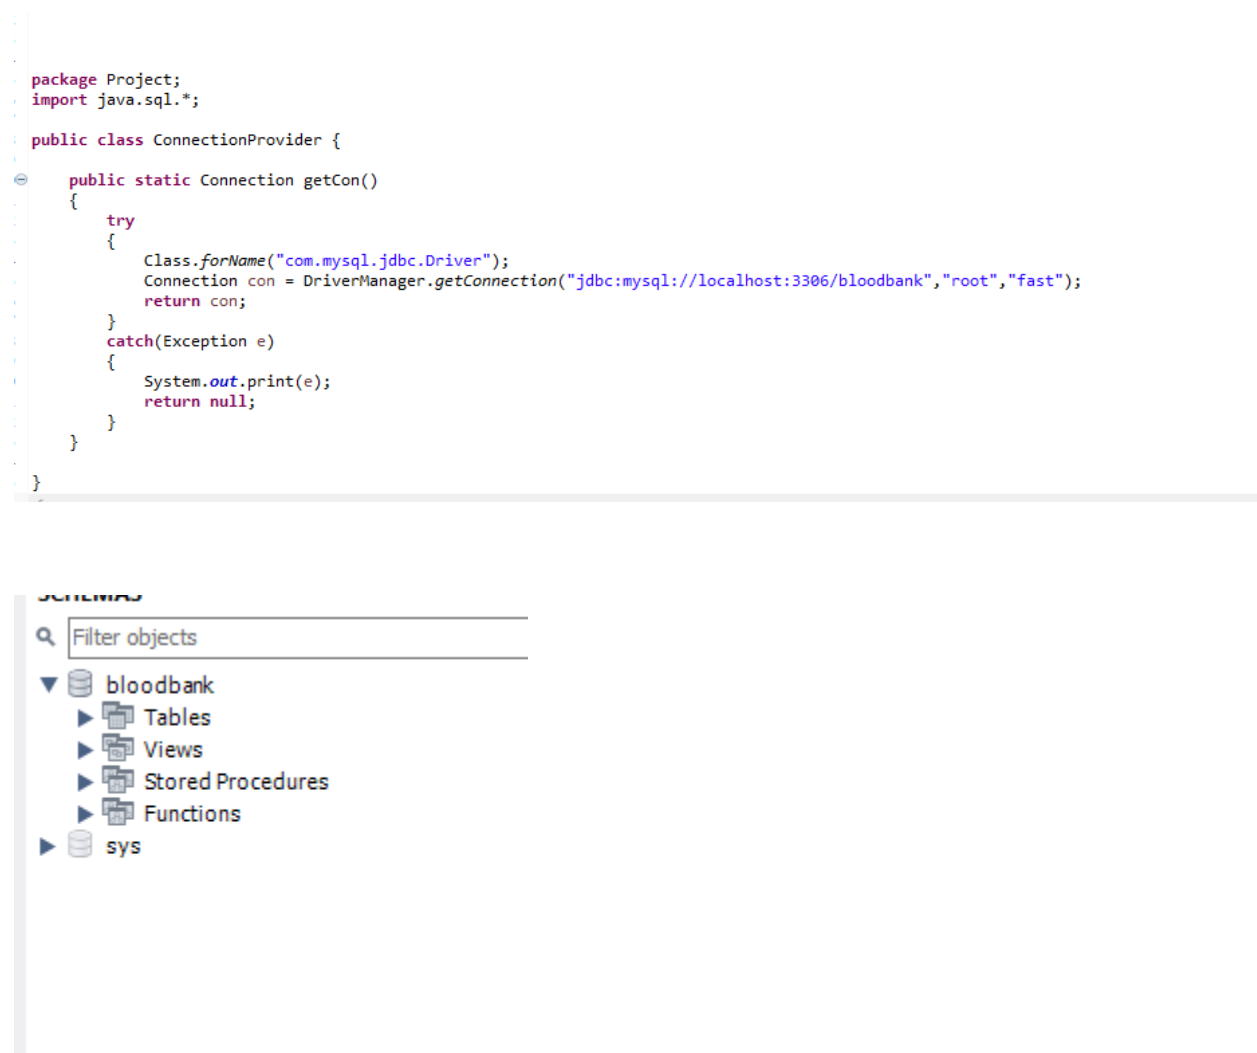 package Project;
import java.sql.*;
public class ConnectionProvider {
public static Connection getCon()
{
try
{
Class.forName("com.mysql.jdbc.Driver");
Connection con = DriverManager.getConnection("jdbc:mysql://localhost:3306/bloodbank","root","fast");
return con;
}
catch(Exception e)
{
System.out.print(e);
return null;
}
}
}
SCHEMAS
Filter objects
bloodbank
Tables
Views
Stored Procedures
Functions
sys